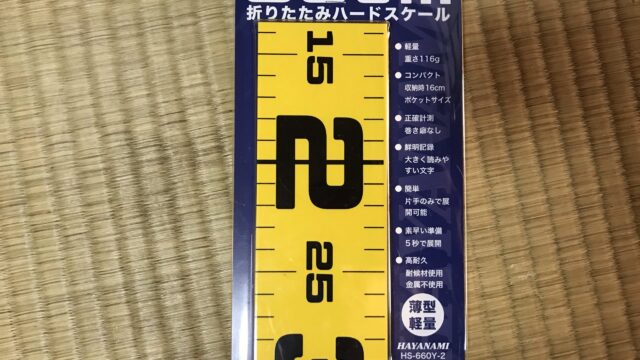 折りたたみハードスケール
15
2
25
3
軽量
重さ116g
コンパクト
収納時16cm
ポケットサイズ
正確計測
巻き癖なし
鮮明記録
大きく読みや
すい文字
簡単
片手のみで展
開可能
素早い準備
5秒で展開
高耐久
耐候材使用
金属不使用
薄型
軽量
HAYANAMI
HS-660Y-2